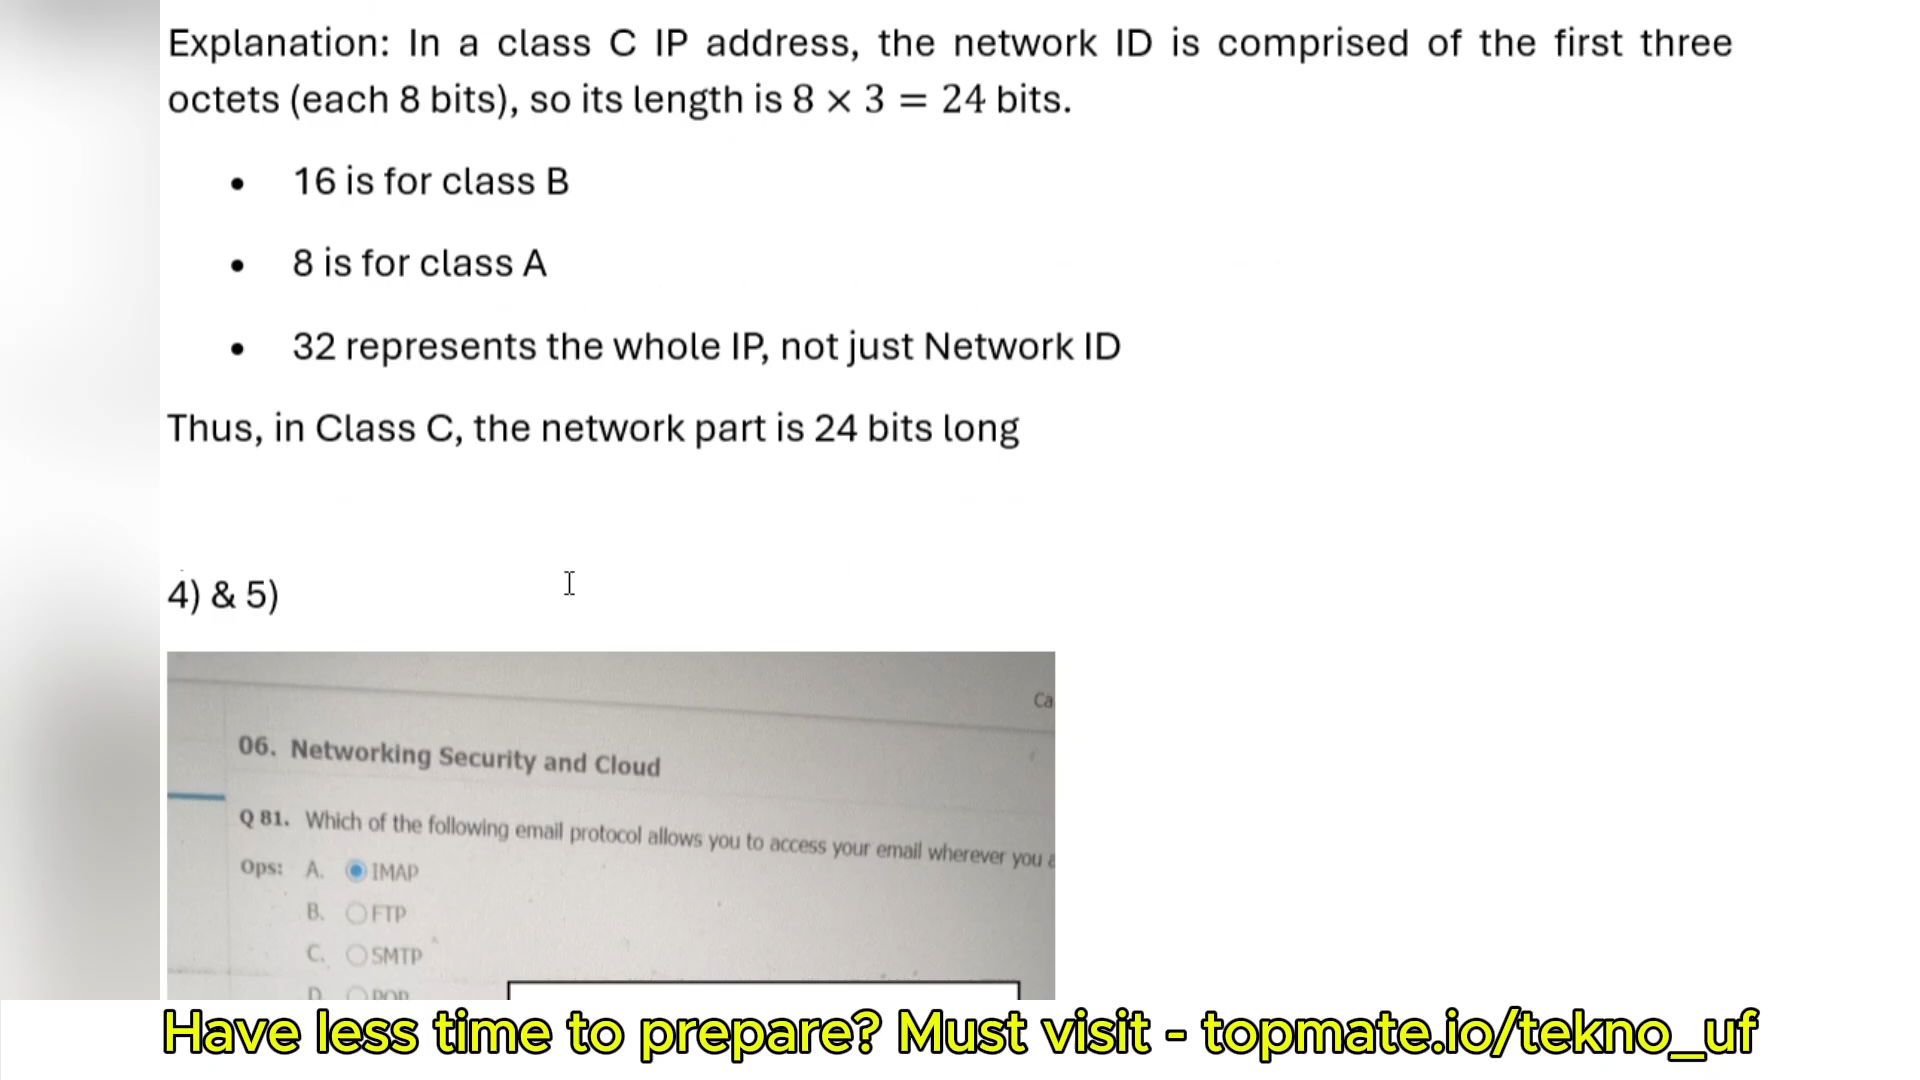 Explanation: In a class C IP address, the network ID is comprised of the first three
octets (each 8 bits), so its length is 8 × 3 = 24 bits.
• 16 is for class B
• 8 is for class A
• 32 represents the whole IP, not just Network ID
Thus, in Class C, the network part is 24 bits long
4) & 5)
Ca
06. Networking Security and Cloud
Q 81. Which of the following email protocol allows you to access your email wherever you a
Ops: A. IMAP
B. FTP
C. SMTP
D. POP
Have less time to prepare? Must visit - topmate.io/tekno_uf